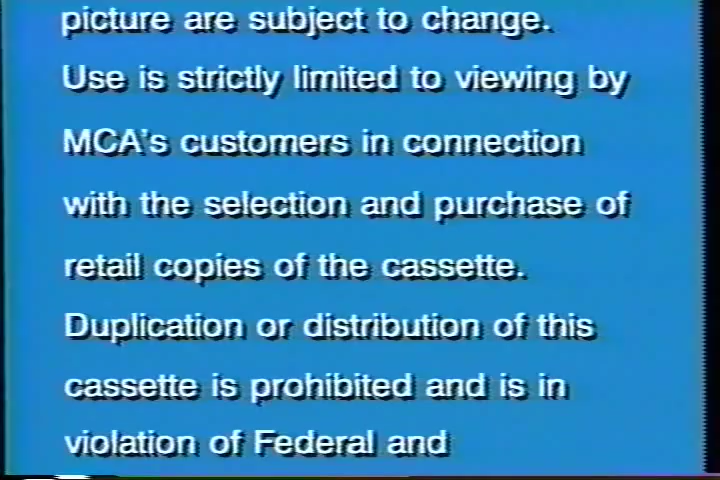 picture are subject to change.
Use is strictly limited to viewing by
MCA's customers in connection
with the selection and purchase of
retail copies of the cassette.
Duplication or distribution of this
cassette is prohibited and is in
violation of Federal and